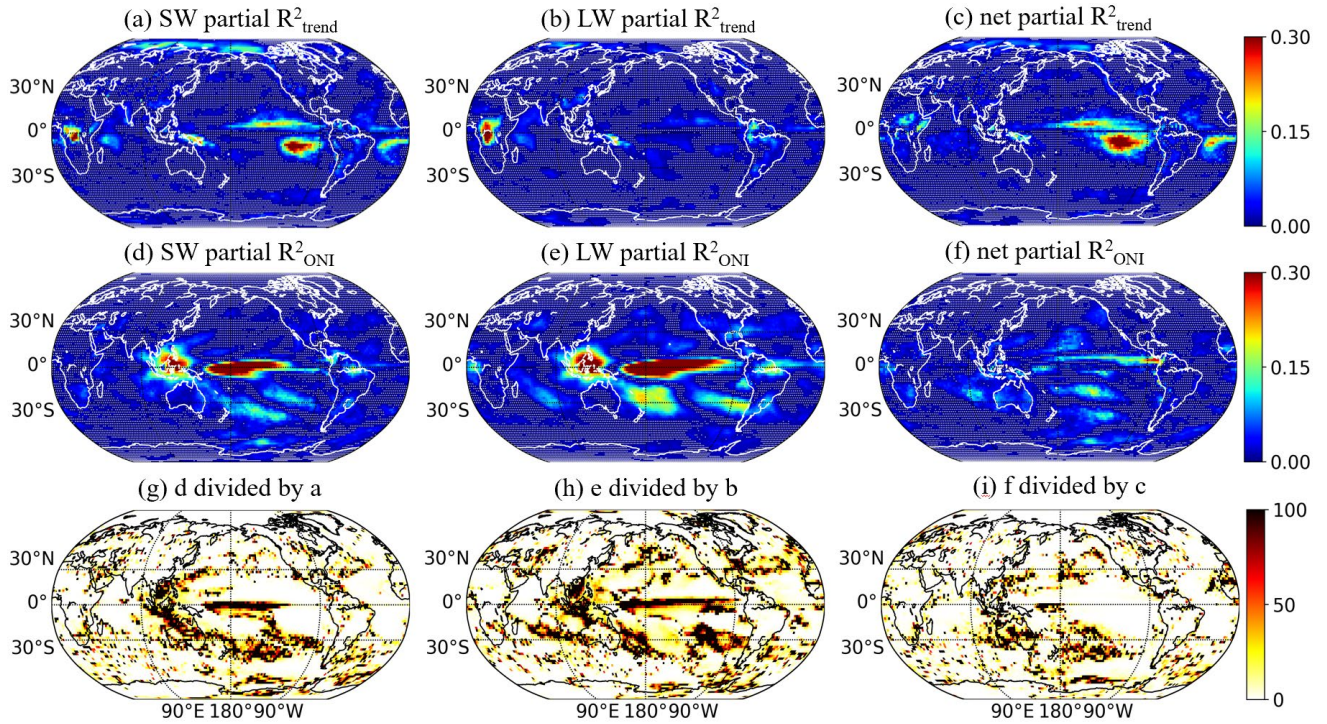 (a) SW partial R²trend
(b) LW partial R²trend
(c) net partial R²trend
30°N
0°
30°S
30°N
0°
30°S
30°N
0°
30°S
0.30
0.15
0.00
(d) SW partial R²ONI
(e) LW partial R²ONI
(f) net partial R²ONI
30°N
0°
30°S
30°N
0°
30°S
30°N
0°
30°S
0.30
0.15
0.00
(g) d divided by a
(h) e divided by b
(i) f divided by c
30°N
0°
30°S
30°N
0°
30°S
30°N
0°
30°S
100
50
0
90°E 180° 90°W
90°E 180° 90°W
90°E 180° 90°W